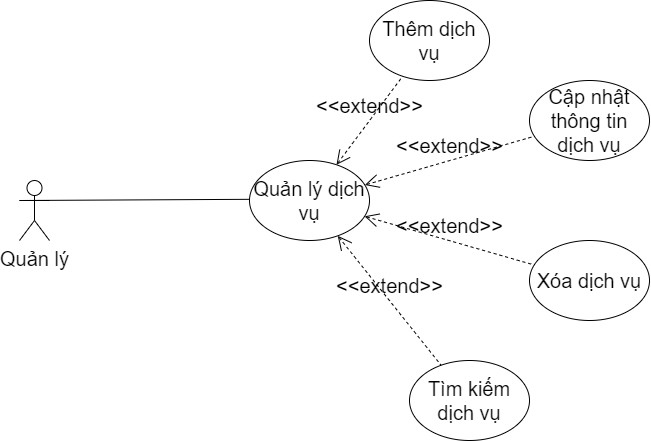 Thêm dịch
vụ
<<extend>>
Cập nhật
thông tin
dịch vụ
<<extend>>
Quản lý dịch
vụ
<<extend>>
Quản lý
Xóa dịch vụ
<<extend>>
Tìm kiếm
dịch vụ